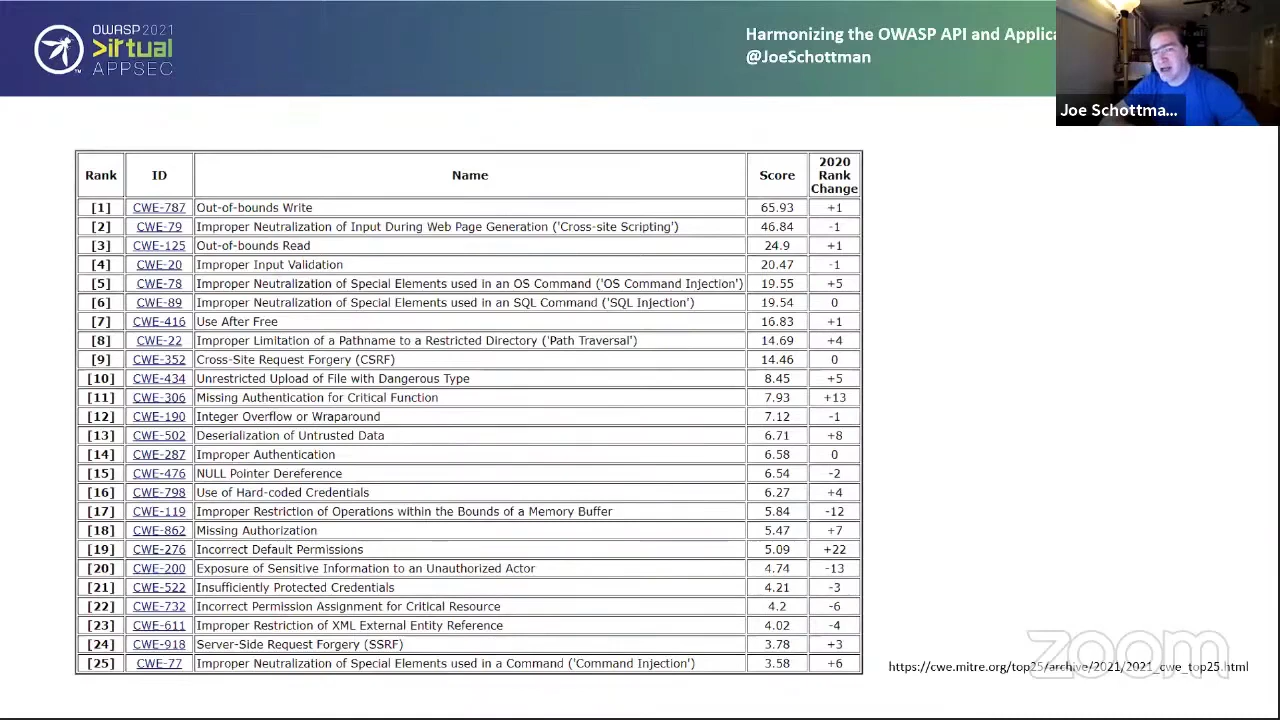 OWASP 2021
Virtual
APPSEC
Harmonizing the OWASP API and Applica
@JoeSchottman
Joe Schottma...
Rank ID Name Score 2020 Rank Change
[1] CWE-787 Out-of-bounds Write 65.93 +1
[2] CWE-79 Improper Neutralization of Input During Web Page Generation ('Cross-site Scripting') 46.84 -1
[3] CWE-125 Out-of-bounds Read 24.9 +1
[4] CWE-20 Improper Input Validation 20.47 -1
[5] CWE-78 Improper Neutralization of Special Elements used in an OS Command ('OS Command Injection') 19.55 +5
[6] CWE-89 Improper Neutralization of Special Elements used in an SQL Command ('SQL Injection') 19.54 0
[7] CWE-416 Use After Free 16.83 +1
[8] CWE-22 Improper Limitation of a Pathname to a Restricted Directory ('Path Traversal') 14.69 +4
[9] CWE-352 Cross-Site Request Forgery (CSRF) 14.46 0
[10] CWE-434 Unrestricted Upload of File with Dangerous Type 8.45 +5
[11] CWE-306 Missing Authentication for Critical Function 7.93 +13
[12] CWE-190 Integer Overflow or Wraparound 7.12 -1
[13] CWE-502 Deserialization of Untrusted Data 6.71 +8
[14] CWE-287 Improper Authentication 6.58 0
[15] CWE-476 NULL Pointer Dereference 6.54 -2
[16] CWE-798 Use of Hard-coded Credentials 6.27 +4
[17] CWE-119 Improper Restriction of Operations within the Bounds of a Memory Buffer 5.84 -12
[18] CWE-862 Missing Authorization 5.47 +7
[19] CWE-276 Incorrect Default Permissions 5.09 +22
[20] CWE-200 Exposure of Sensitive Information to an Unauthorized Actor 4.74 -13
[21] CWE-522 Insufficiently Protected Credentials 4.21 -3
[22] CWE-732 Incorrect Permission Assignment for Critical Resource 4.2 -6
[23] CWE-611 Improper Restriction of XML External Entity Reference 4.02 -4
[24] CWE-918 Server-Side Request Forgery (SSRF) 3.78 +3
[25] CWE-77 Improper Neutralization of Special Elements used in a Command ('Command Injection') 3.58 +6
https://cwe.mitre.org/top25/archive/2021/2021_cwe_top25.html
zoom